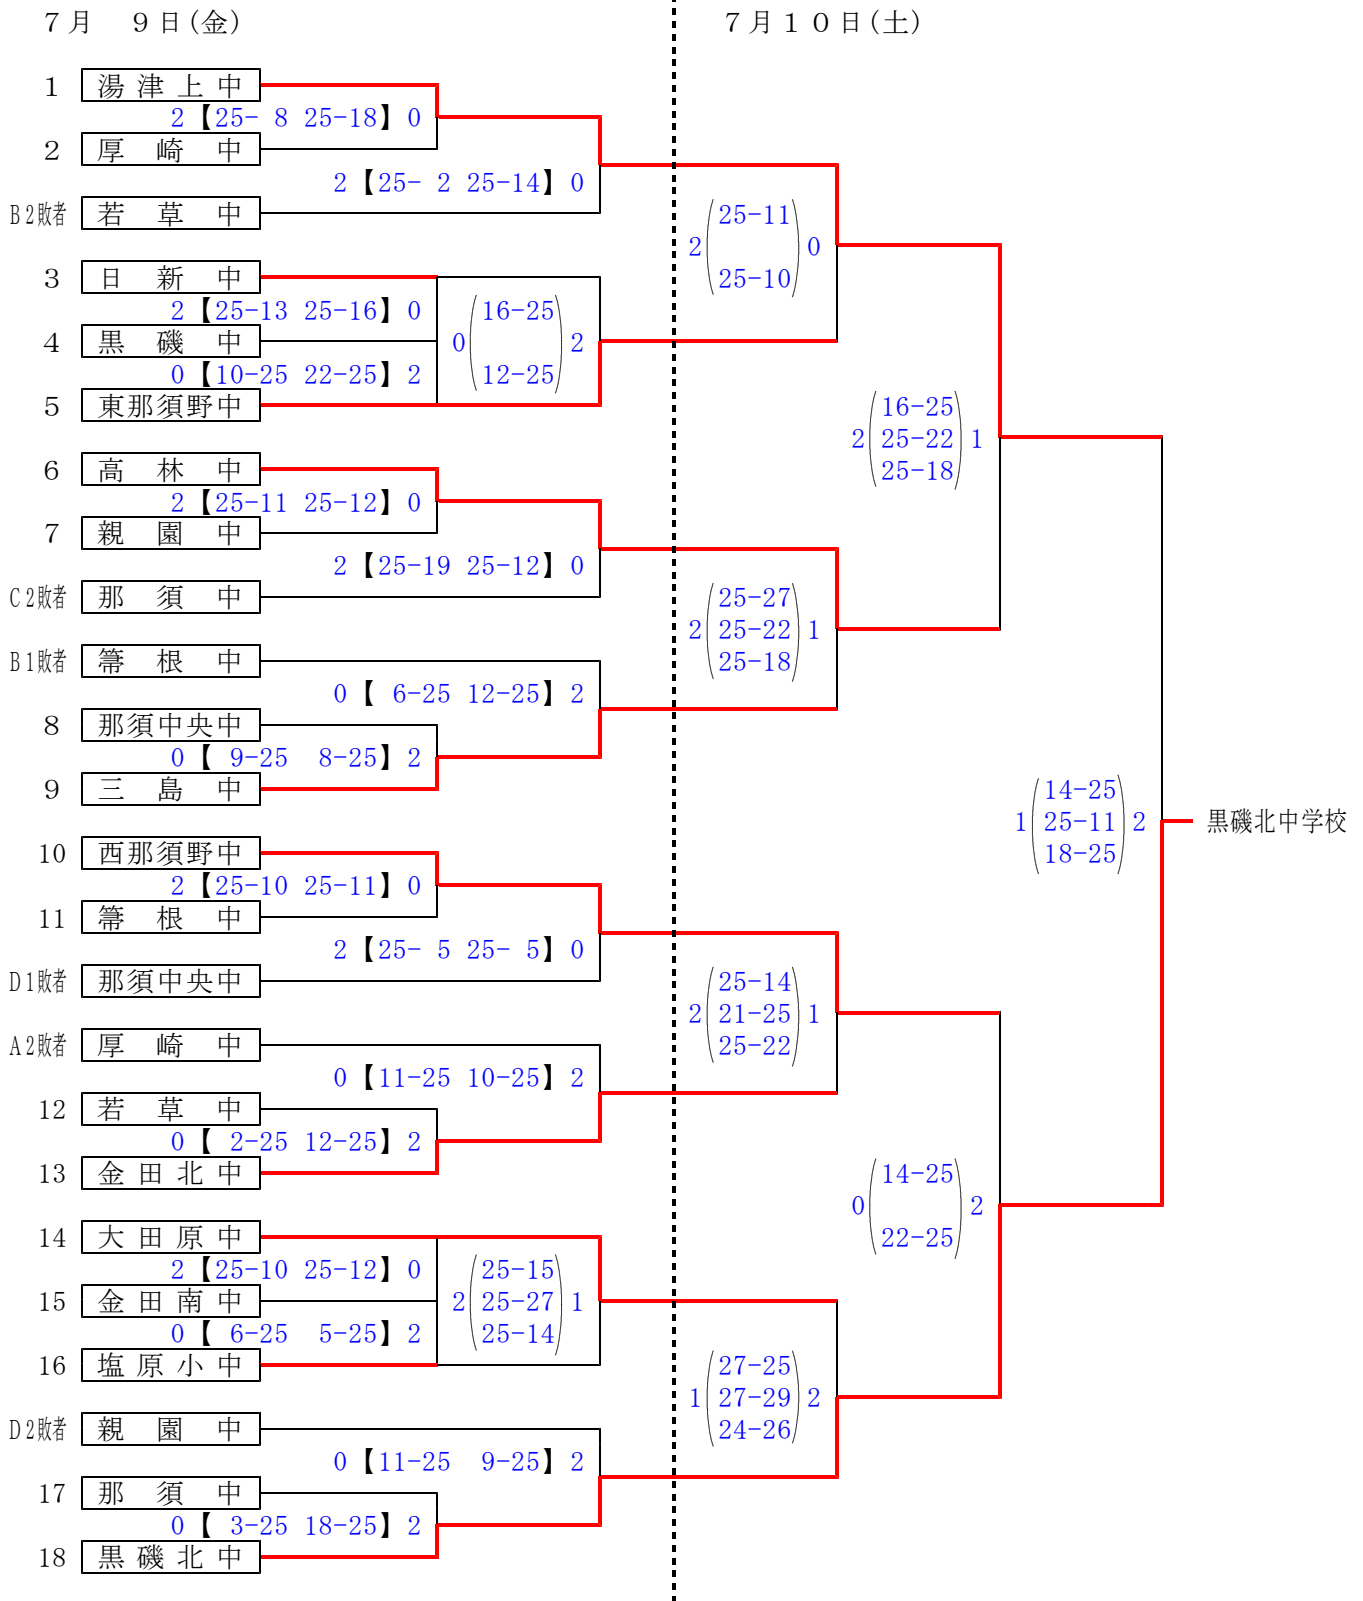 ７月　９日(金)
７月１０日(土)
1 湯津上中
2【25- 8 25-18】0
2 厚崎中
2【25- 2 25-14】0
B2敗者 若草中
3 日新中
2【25-13 25-16】0
4 黒磯中
0【10-25 22-25】2
5 東那須野中
0(16-25 12-25)2
2(25-11 25-10)0
6 高林中
2【25-11 25-12】0
7 親園中
2【25-19 25-12】0
C2敗者 那須中
B1敗者 箒根中
0【 6-25 12-25】2
8 那須中央中
0【 9-25  8-25】2
9 三島中
2(25-27 25-22 25-18)1
2(16-25 25-22 25-18)1
10 西那須野中
2【25-10 25-11】0
11 箒根中
2【25- 5 25- 5】0
D1敗者 那須中央中
A2敗者 厚崎中
0【11-25 10-25】2
12 若草中
0【 2-25 12-25】2
13 金田北中
2(25-14 21-25 25-22)1
14 大田原中
2【25-10 25-12】0
15 金田南中
0【 6-25  5-25】2
16 塩原小中
2(25-15 25-27 25-14)1
D2敗者 親園中
0【11-25  9-25】2
17 那須中
0【 3-25 18-25】2
18 黒磯北中
1(27-25 27-29 24-26)2
0(14-25 22-25)2
1(14-25 25-11 18-25)2
黒磯北中学校